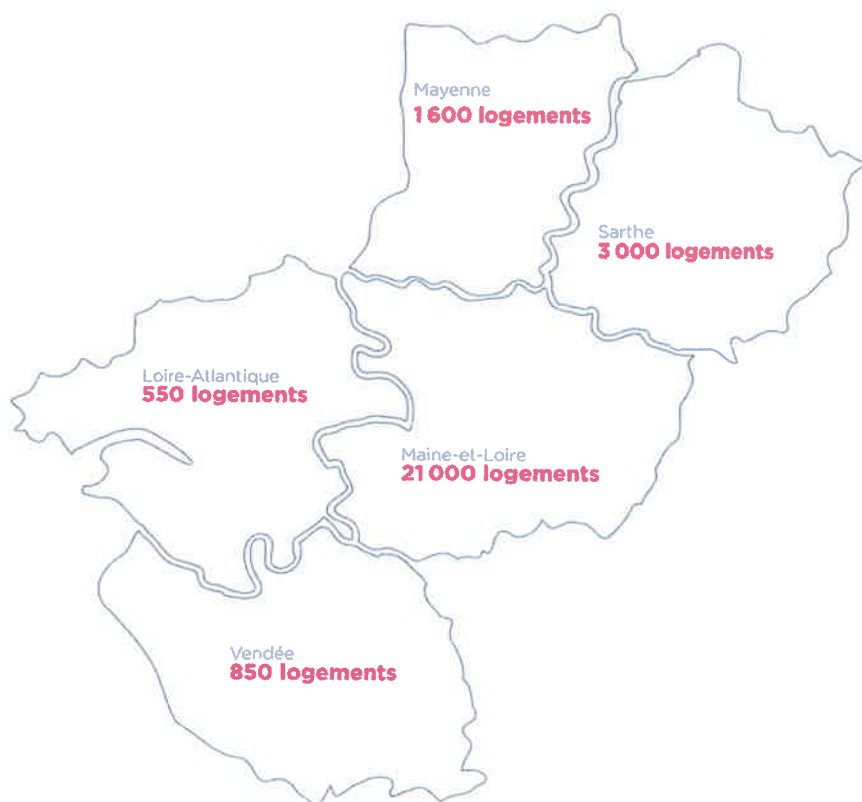 Mayenne
1 600 logements
Sarthe
3 000 logements
Loire-Atlantique
550 logements
Maine-et-Loire
21 000 logements
Vendée
850 logements